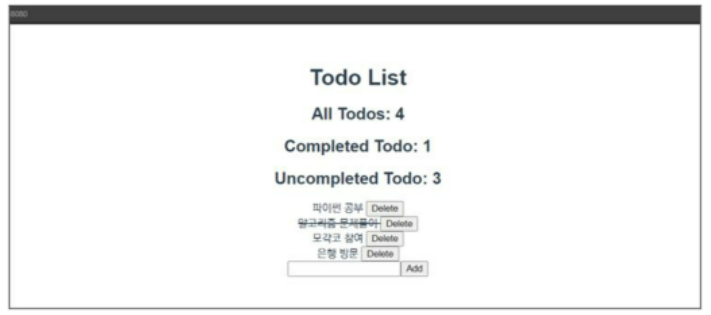 8080
Todo List
All Todos: 4
Completed Todo: 1
Uncompleted Todo: 3
파이썬 공부 Delete
알고리즘 문제풀이 Delete
모각코 참여 Delete
은행 방문 Delete
Add